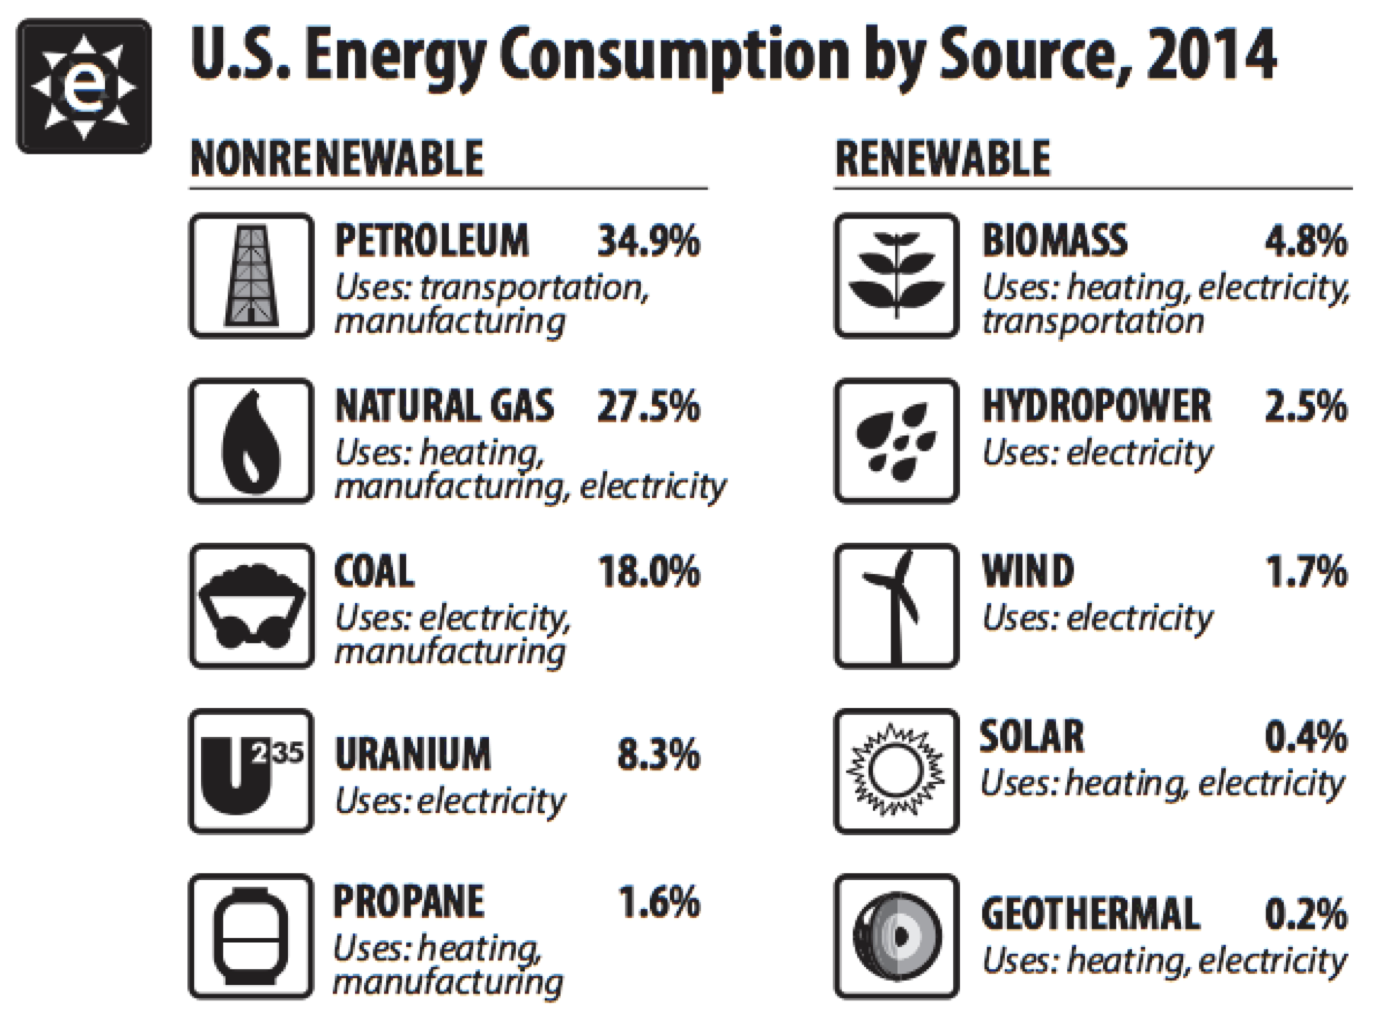 e
U.S. Energy Consumption by Source, 2014
NONRENEWABLE
PETROLEUM 34.9%
Uses: transportation,
manufacturing
NATURAL GAS 27.5%
Uses: heating,
manufacturing, electricity
COAL 18.0%
Uses: electricity,
manufacturing
U235
URANIUM 8.3%
Uses: electricity
PROPANE 1.6%
Uses: heating,
manufacturing
RENEWABLE
BIOMASS 4.8%
Uses: heating, electricity,
transportation
HYDROPOWER 2.5%
Uses: electricity
WIND 1.7%
Uses: electricity
SOLAR 0.4%
Uses: heating, electricity
GEOTHERMAL 0.2%
Uses: heating, electricity